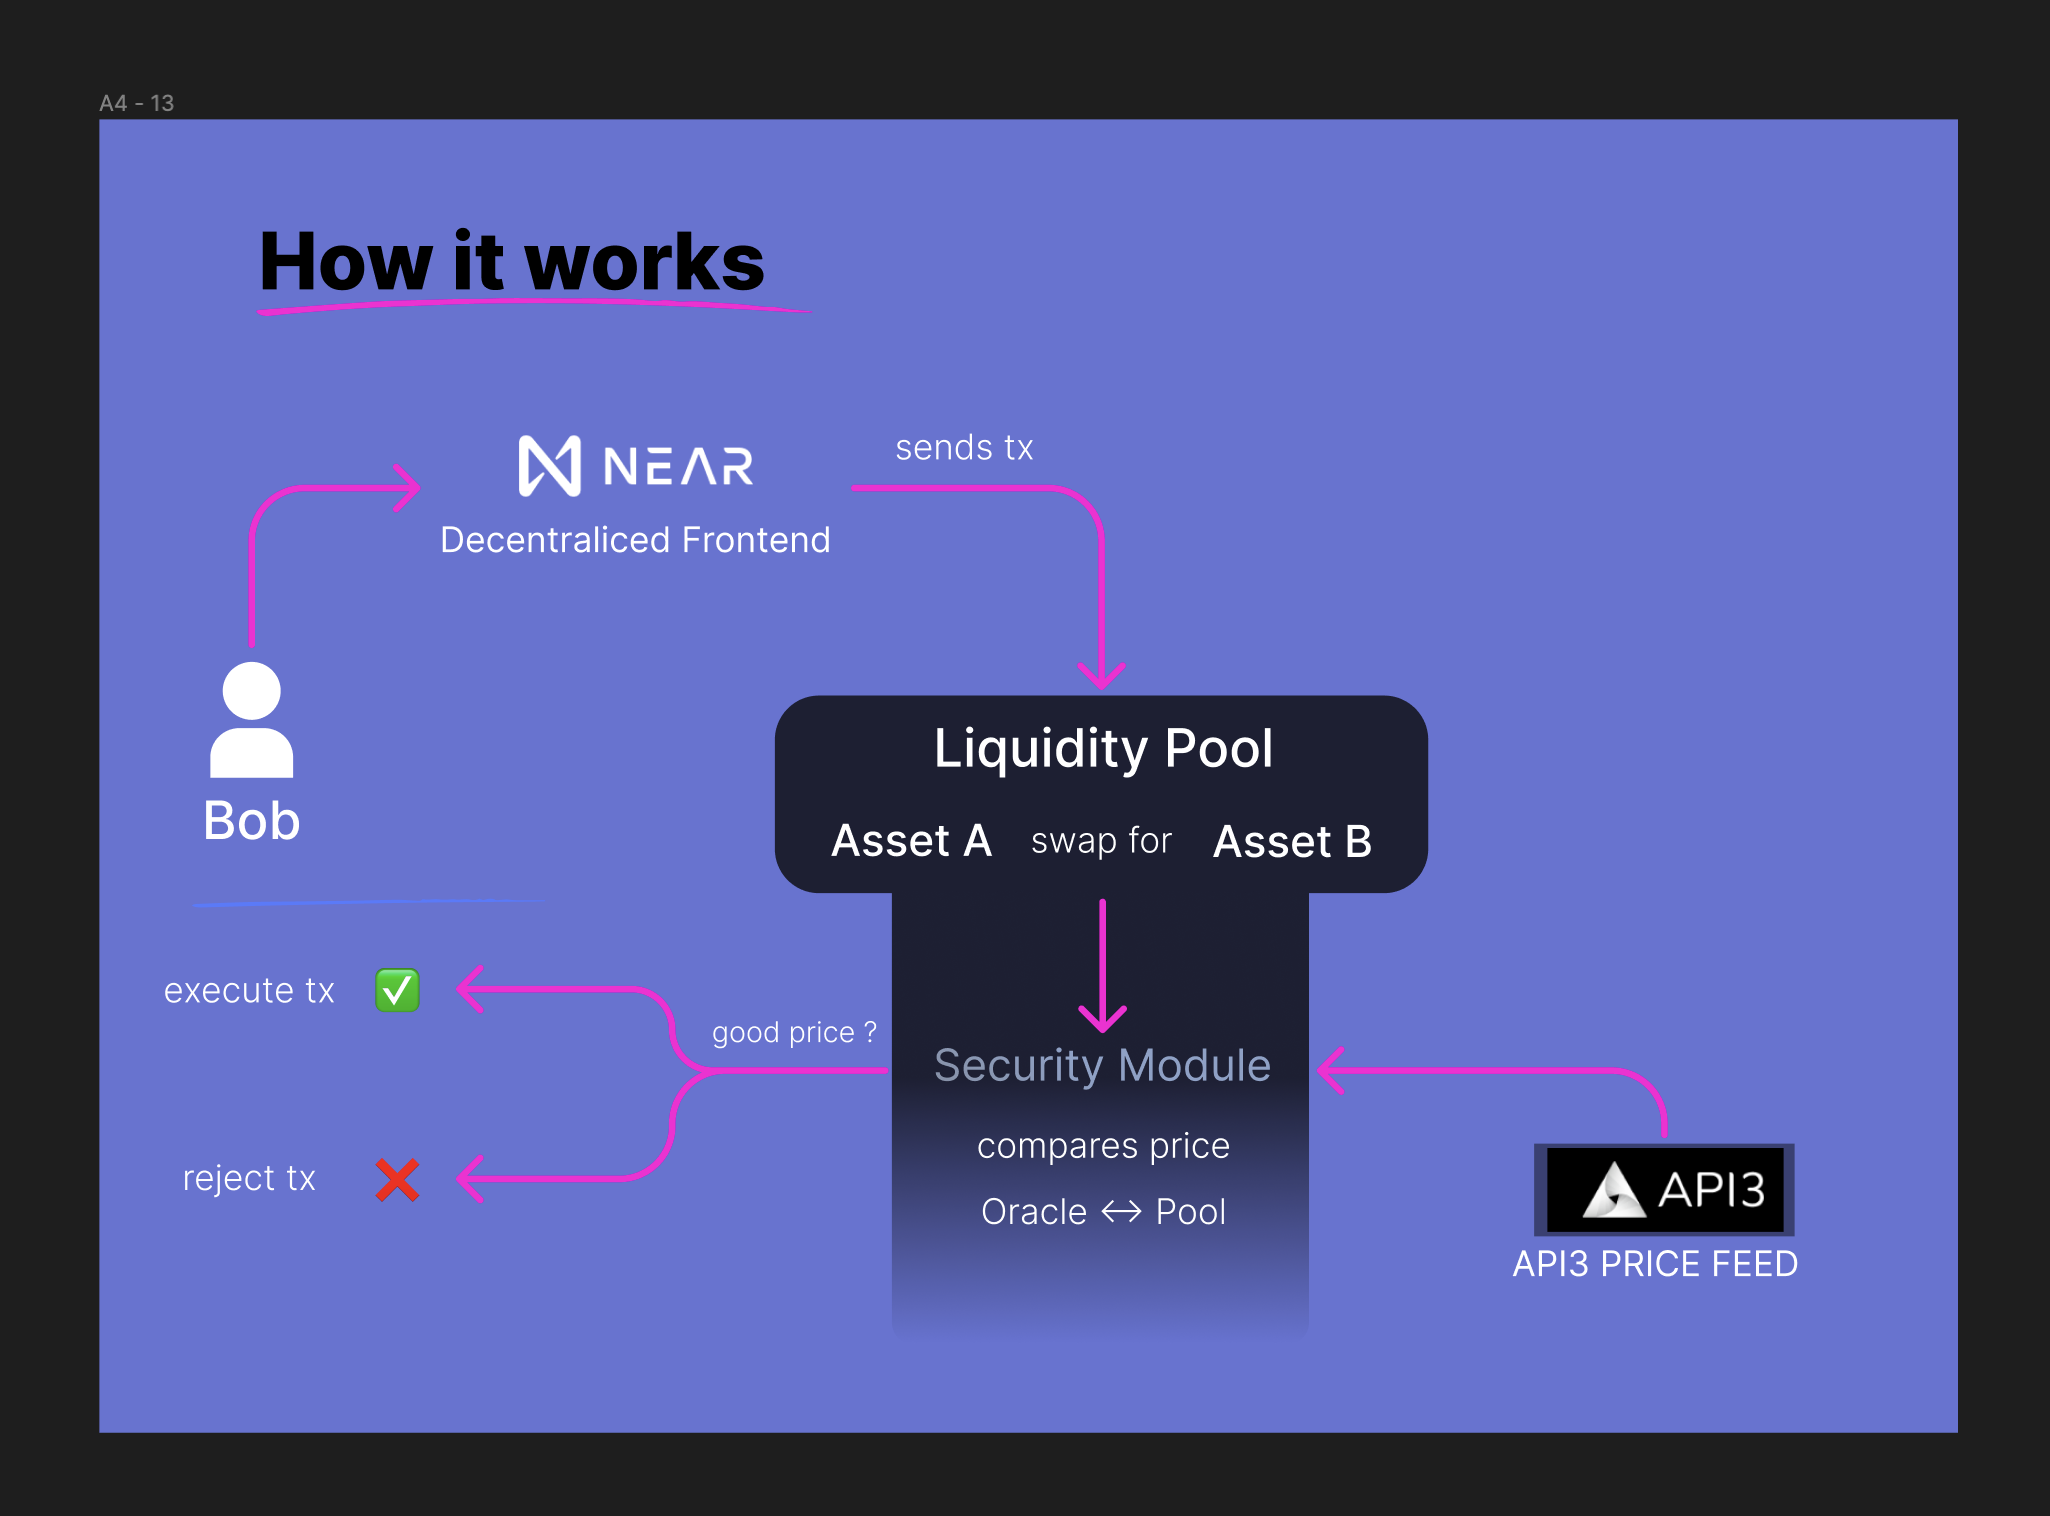 A4 - 13
How it works
NEAR
sends tx
Decentraliced Frontend
Bob
Liquidity Pool
Asset A swap for Asset B
execute tx
good price ?
reject tx
Security Module
compares price
Oracle <-> Pool
API3
API3 PRICE FEED